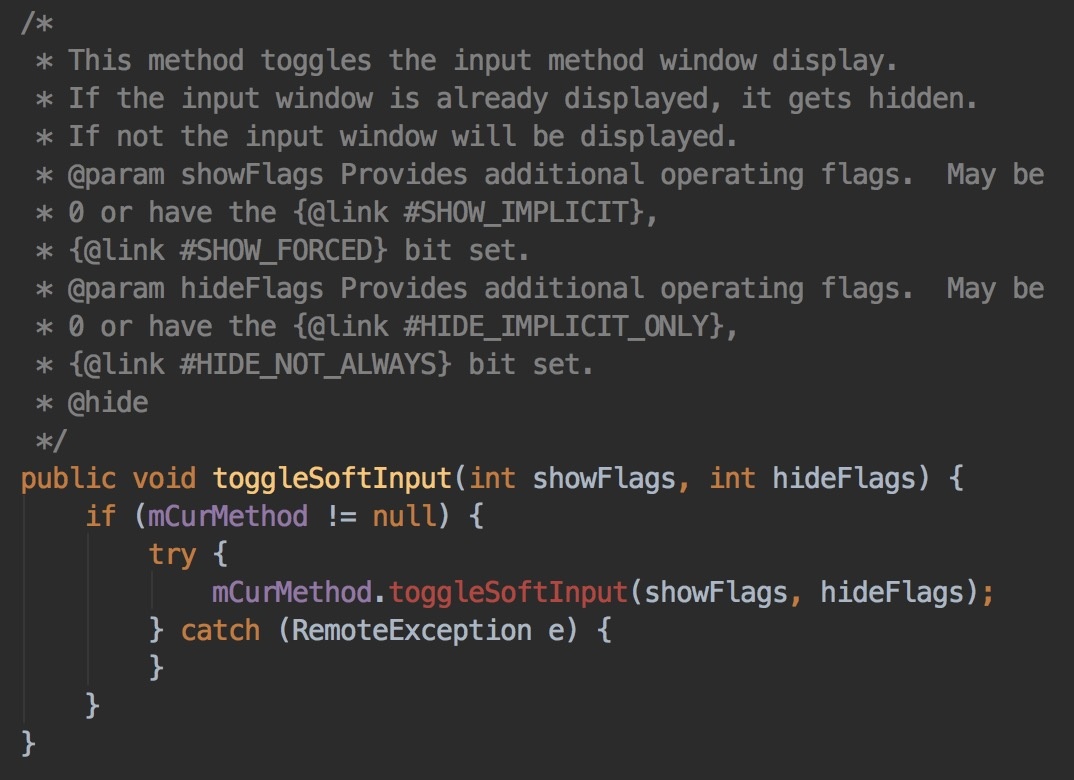 /*
 * This method toggles the input method window display.
 * If the input window is already displayed, it gets hidden.
 * If not the input window will be displayed.
 * @param showFlags Provides additional operating flags.  May be
 * 0 or have the {@link #SHOW_IMPLICIT},
 * {@link #SHOW_FORCED} bit set.
 * @param hideFlags Provides additional operating flags.  May be
 * 0 or have the {@link #HIDE_IMPLICIT_ONLY},
 * {@link #HIDE_NOT_ALWAYS} bit set.
 * @hide
 */
public void toggleSoftInput(int showFlags, int hideFlags) {
    if (mCurMethod != null) {
        try {
            mCurMethod.toggleSoftInput(showFlags, hideFlags);
        } catch (RemoteException e) {
        }
    }
}